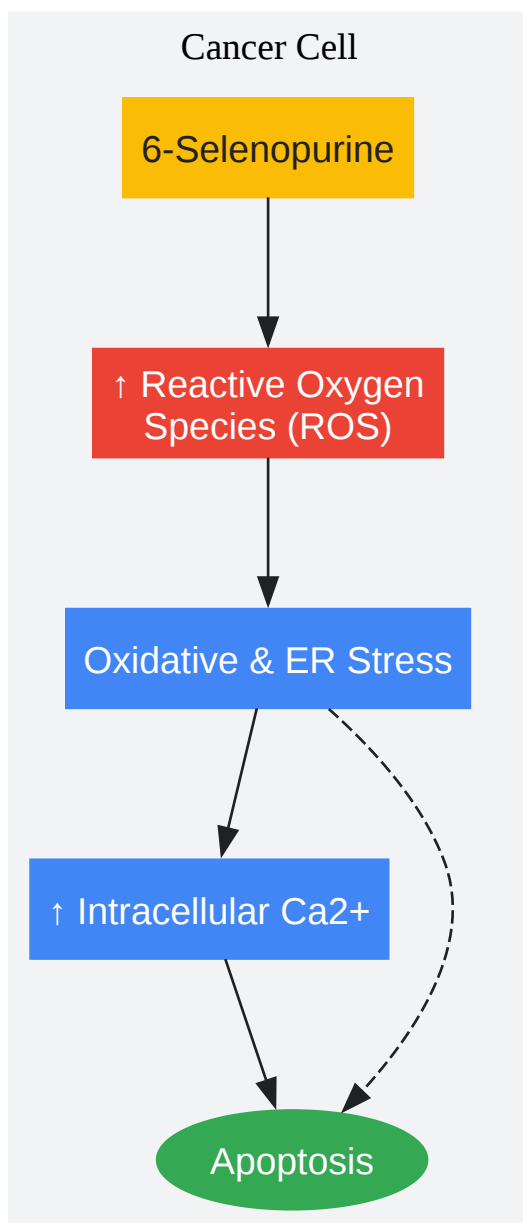 Cancer Cell
6-Selenopurine
↑ Reactive Oxygen
Species (ROS)
Oxidative & ER Stress
↑ Intracellular Ca2+
Apoptosis